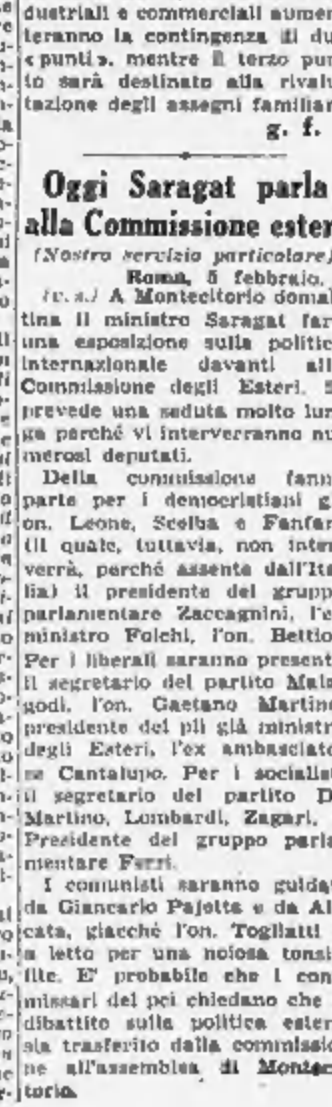 dustriali e commerciali aumen
teranno la contingenza di du
«punti», mentre il terzo pun
to sarà destinato alla rivalu
tazione degli assegni familiar
g. f.
Oggi Saragat parla
alla Commissione ester
(Nostro servizio particolare)
Roma, 5 febbraio.
(v. s.) A Montecitorio domat
tina il ministro Saragat far
una esposizione sulla politic
internazionale davanti all
Commissione degli Esteri. S
prevede una seduta molto lun
ga perché vi interverranno nu
merosi deputati.
Della commissione fann
parte per i democristiani g
on. Leone, Scelba e Fanfan
(il quale, tuttavia, non inter
verrà, perché assente dall'Ita
lia) il presidente del grupp
parlamentare Zaccagnini, l'e
ministro Folchi, l'on. Bettiol
Per i liberali saranno present
il segretario del partito Mala
godi, l'on. Gaetano Martino
presidente del pli già ministr
degli Esteri, l'ex ambasciato
re Cantalupo. Per i socialist
il segretario del partito D
Martino, Lombardi, Zagari,
Presidente del gruppo parla
mentare Ferri.
I comunisti saranno guidat
da Giancarlo Pajetta e da Al
cata, giacché l'on. Togliatti
a letto per una noiosa tonsi
lite. E' probabile che i com
missari del pci chiedano che
dibattito sulla politica ester
sia trasferito dalla commissio
ne all'assemblea di Montec
torio.